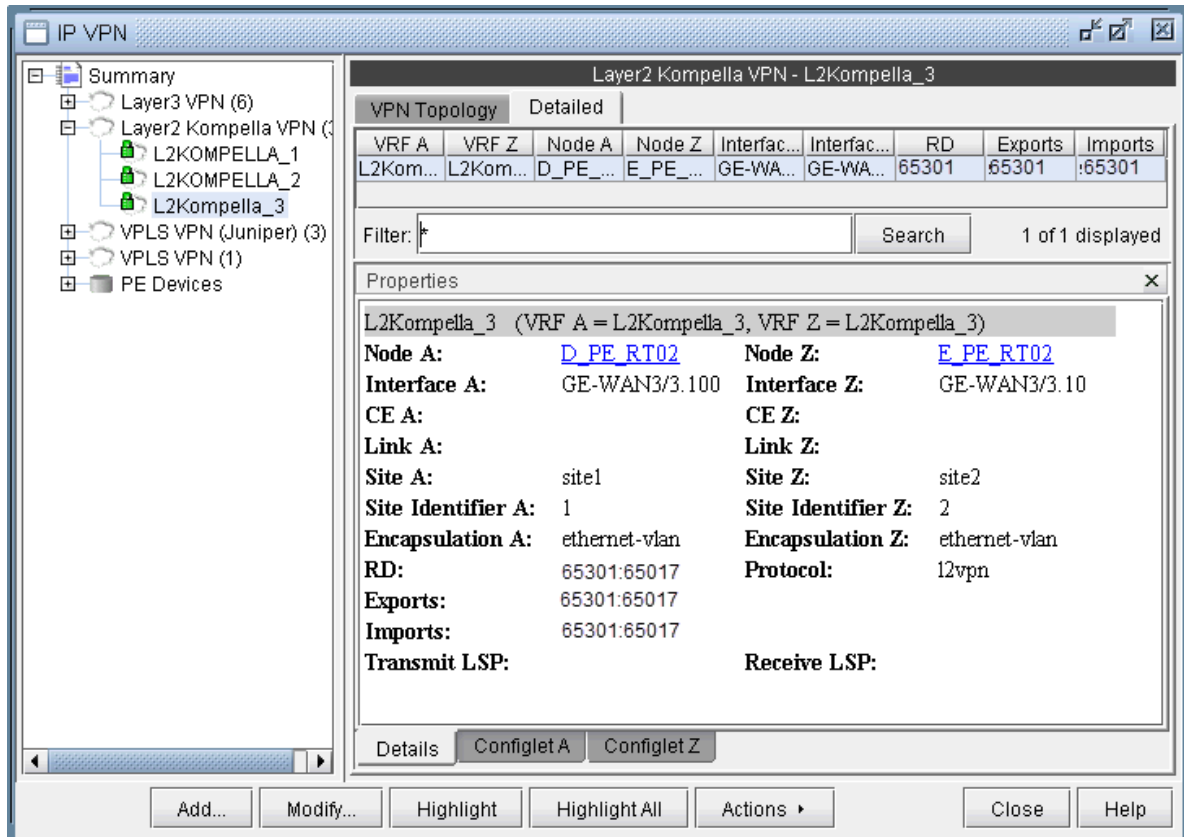 IP VPN
Summary
Layer3 VPN (6)
Layer2 Kompella VPN (
L2KOMPELLA_1
L2KOMPELLA_2
L2Kompella_3
VPLS VPN (Juniper) (3)
VPLS VPN (1)
PE Devices
Layer2 Kompella VPN - L2Kompella_3
VPN Topology Detailed
VRF A VRF Z Node A Node Z Interfac... Interfac... RD Exports Imports
L2Kom... L2Kom... D_PE_... E_PE_... GE-WA... GE-WA... 65301 65301 :65301
Filter: * Search 1 of 1 displayed
Properties
L2Kompella_3 (VRF A = L2Kompella_3, VRF Z = L2Kompella_3)
Node A: D_PE_RT02 Node Z: E_PE_RT02
Interface A: GE-WAN3/3.100 Interface Z: GE-WAN3/3.10
CE A: CE Z:
Link A: Link Z:
Site A: site1 Site Z: site2
Site Identifier A: 1 Site Identifier Z: 2
Encapsulation A: ethernet-vlan Encapsulation Z: ethernet-vlan
RD: 65301:65017 Protocol: l2vpn
Exports: 65301:65017
Imports: 65301:65017
Transmit LSP: Receive LSP:
Details Configlet A Configlet Z
Add... Modify... Highlight Highlight All Actions Close Help